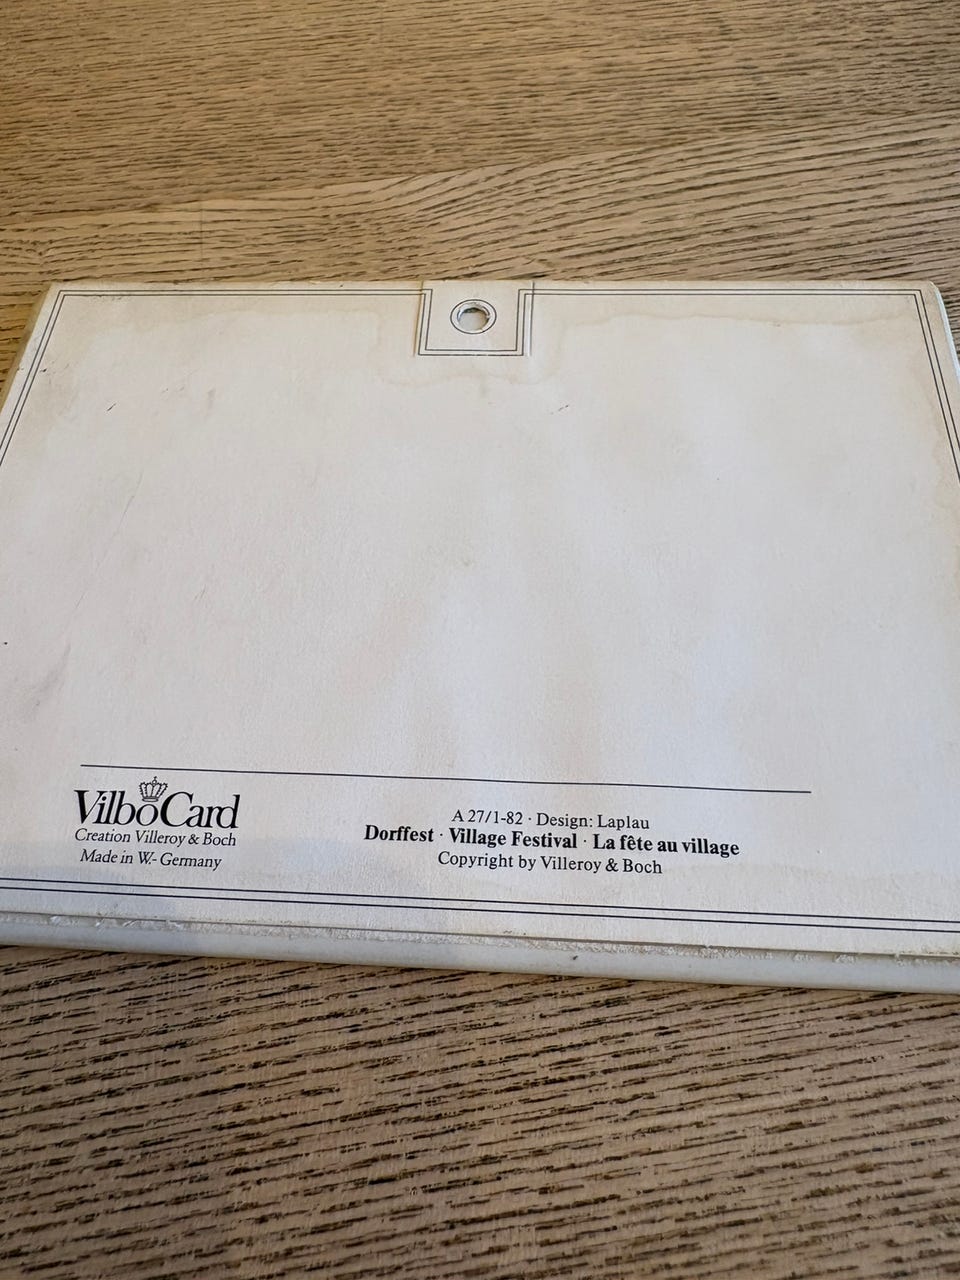 VilboCard
Creation Villeroy & Boch
Made in W.- Germany
A 27/1-82 · Design: Laplau
Dorffest · Village Festival · La fête au village
Copyright by Villeroy & Boch